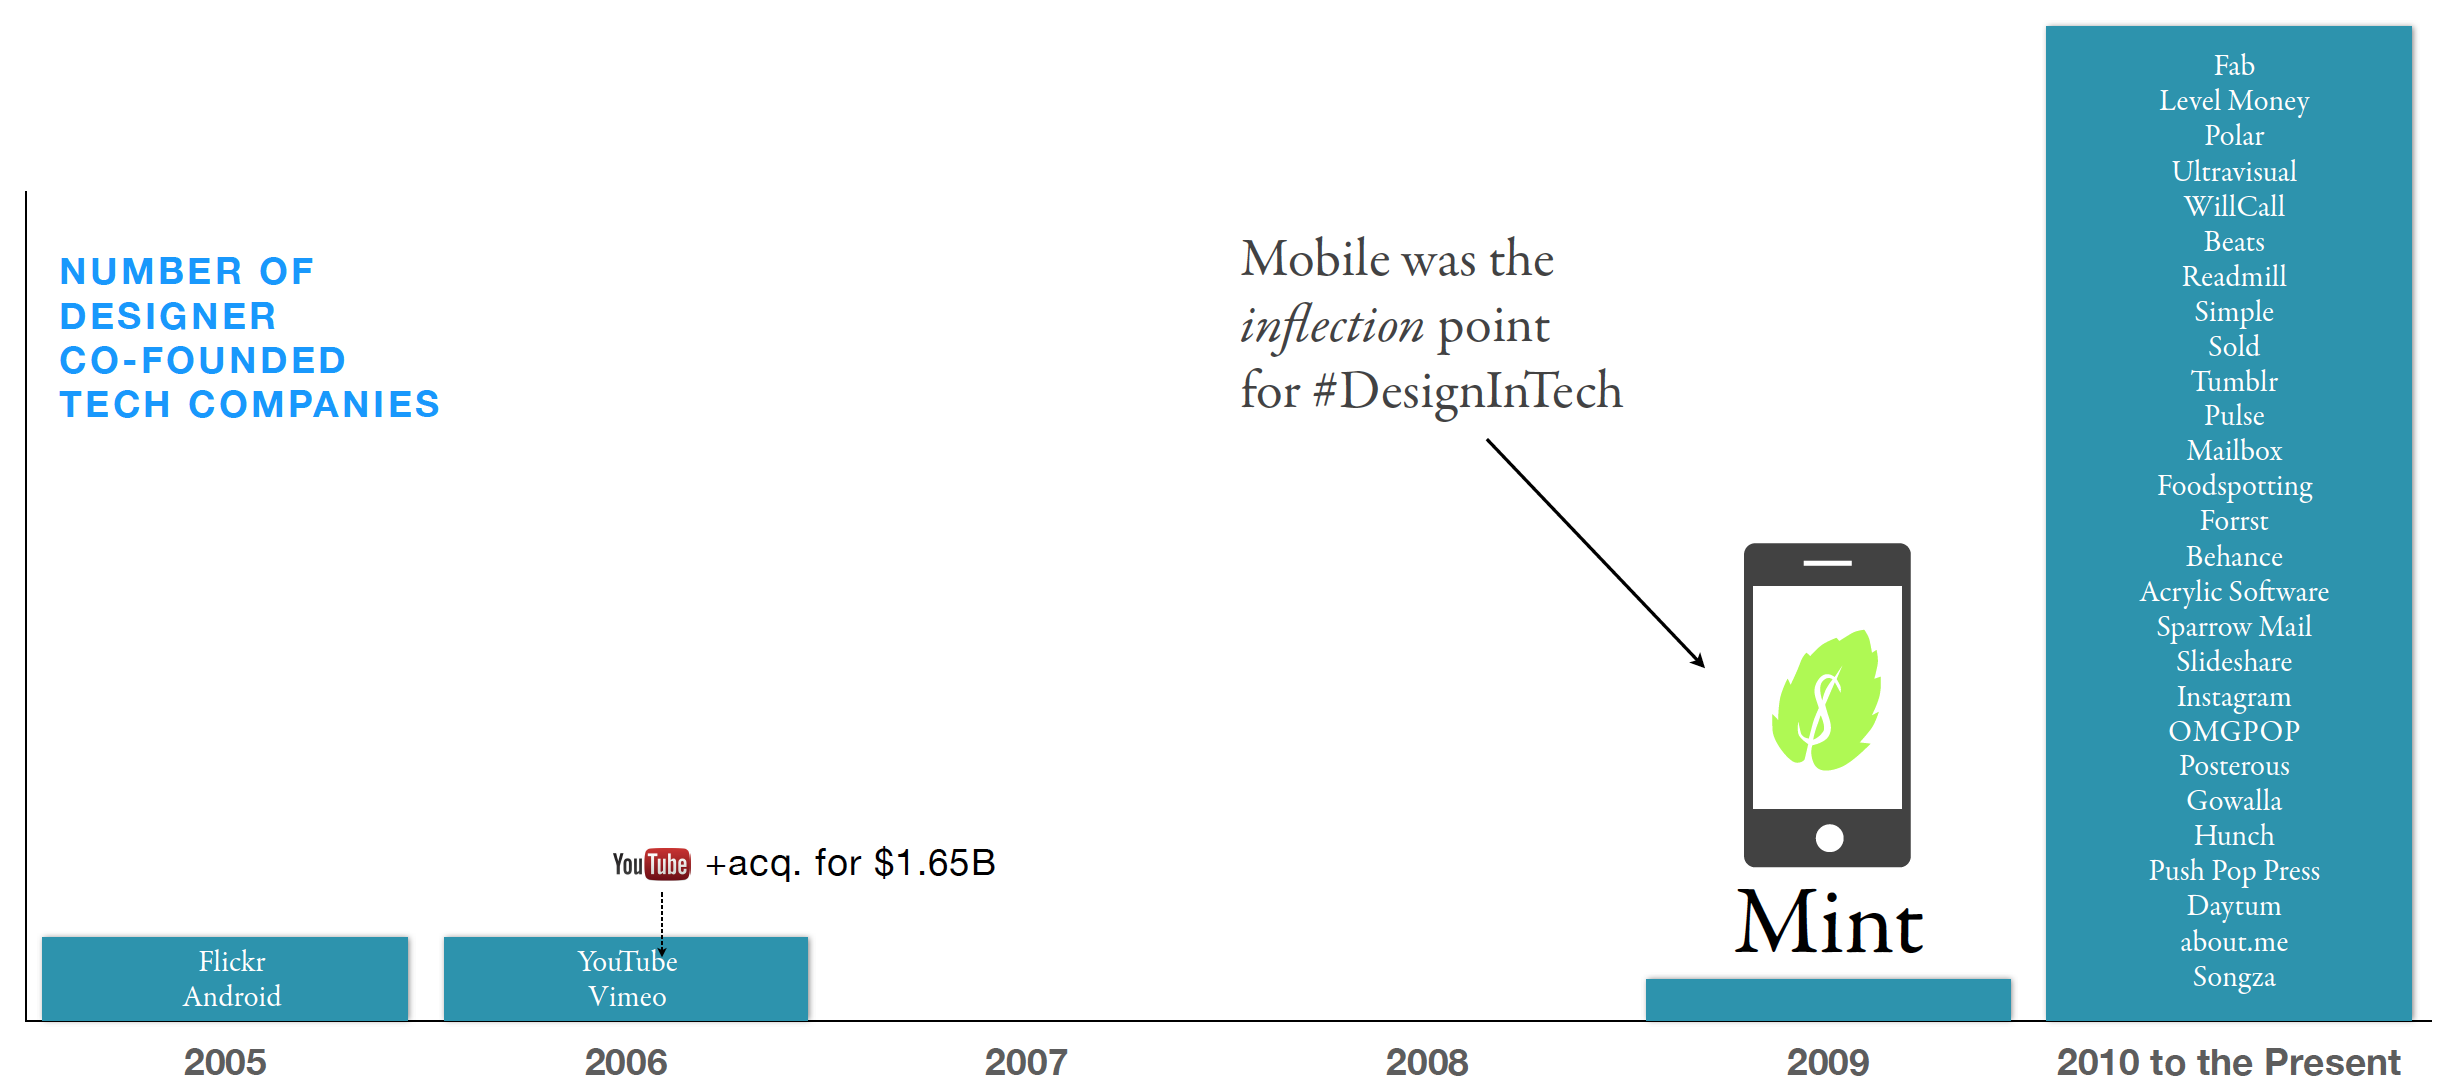 NUMBER OF
DESIGNER
CO-FOUNDED
TECH COMPANIES
Mobile was the
inflection point
for #DesignInTech
YouTube +acq. for $1.65B
Mint
$
Flickr
Android
YouTube
Vimeo
Fab
Level Money
Polar
Ultravisual
WillCall
Beats
Readmill
Simple
Sold
Tumblr
Pulse
Mailbox
Foodspotting
Forrst
Behance
Acrylic Software
Sparrow Mail
Slideshare
Instagram
OMGPOP
Posterous
Gowalla
Hunch
Push Pop Press
Daytum
about.me
Songza
2005
2006
2007
2008
2009
2010 to the Present